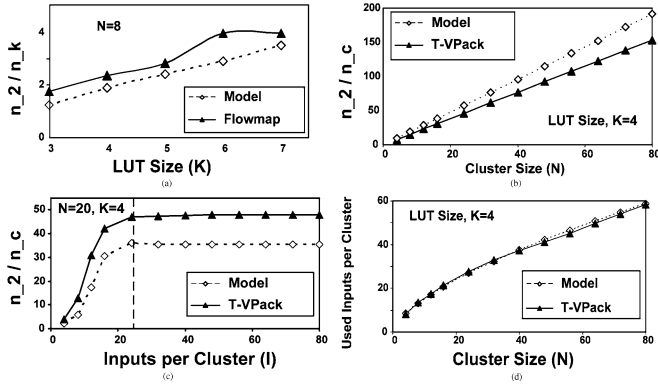 N=8
n_2 / n_k
4
2
0
Model
Flowmap
3 4 5 6 7
LUT Size (K)
(a)
n_2 / n_c
200
150
100
50
0
Model
T-VPack
LUT Size, K=4
0 20 40 60 80
Cluster Size (N)
(b)
N=20, K=4
n_2 / n_c
50
40
30
20
10
0
Model
T-VPack
0 20 40 60 80
Inputs per Cluster (I)
(c)
Used Inputs per Cluster
60
40
20
0
LUT Size, K=4
Model
T-VPack
0 20 40 60 80
Cluster Size (N)
(d)